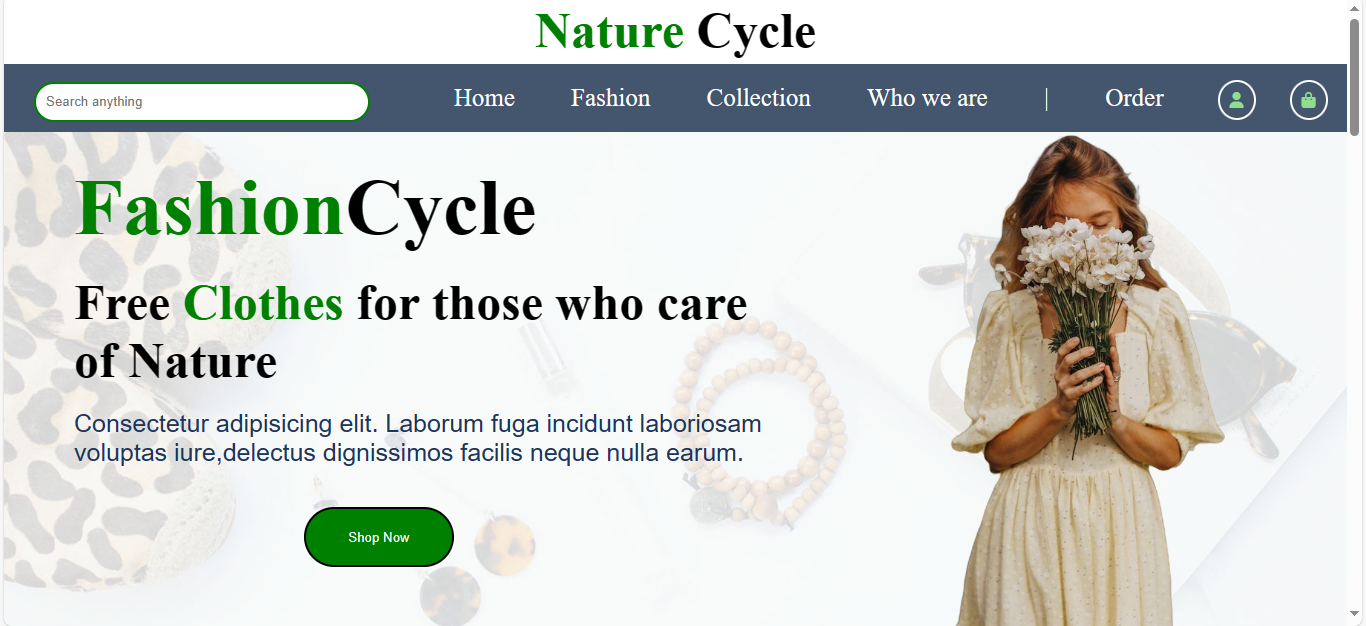 Nature Cycle
Search anything
Home Fashion Collection Who we are | Order
FashionCycle
Free Clothes for those who care
of Nature
Consectetur adipisicing elit. Laborum fuga incidunt laboriosam
voluptas iure,delectus dignissimos facilis neque nulla earum.
Shop Now